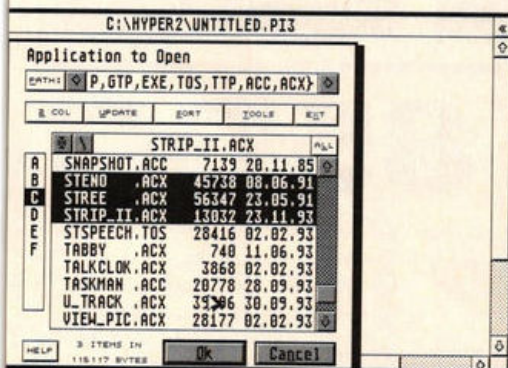 C:\HYPER2\UNTITLED.PI3
Application to Open
PATH: P,GTP,EXE,TOS,TTP,ACC,ACX}
2 COL UPDATE SORT TOOLS EXT
STRIP_II.ACX ALL
A SNAPSHOT.ACC 7139 20.11.85
B STENO .ACX 45738 08.06.91
C STREE .ACX 56347 23.05.91
D STRIP_II.ACX 13032 23.11.93
E STSPEECH.TOS 28416 02.02.93
F TABBY .ACX 740 11.06.93
TALKCLOK.ACX 3868 02.02.93
TASKMAN .ACC 20778 28.09.93
U_TRACK .ACX 30.09.93
VIEW_PIC.ACX 28177 02.02.93
HELP 3 ITEMS IN
115117 BYTES Ok Cancel